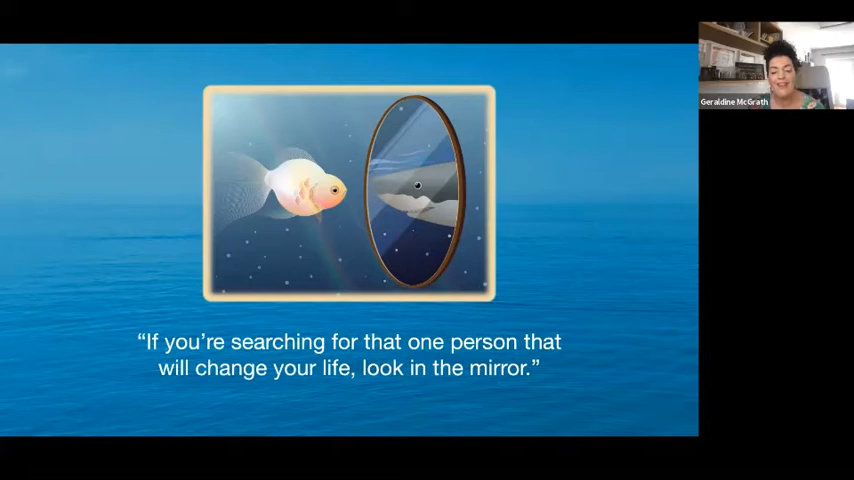 Geraldine McGrath
“If you’re searching for that one person that
will change your life, look in the mirror.”